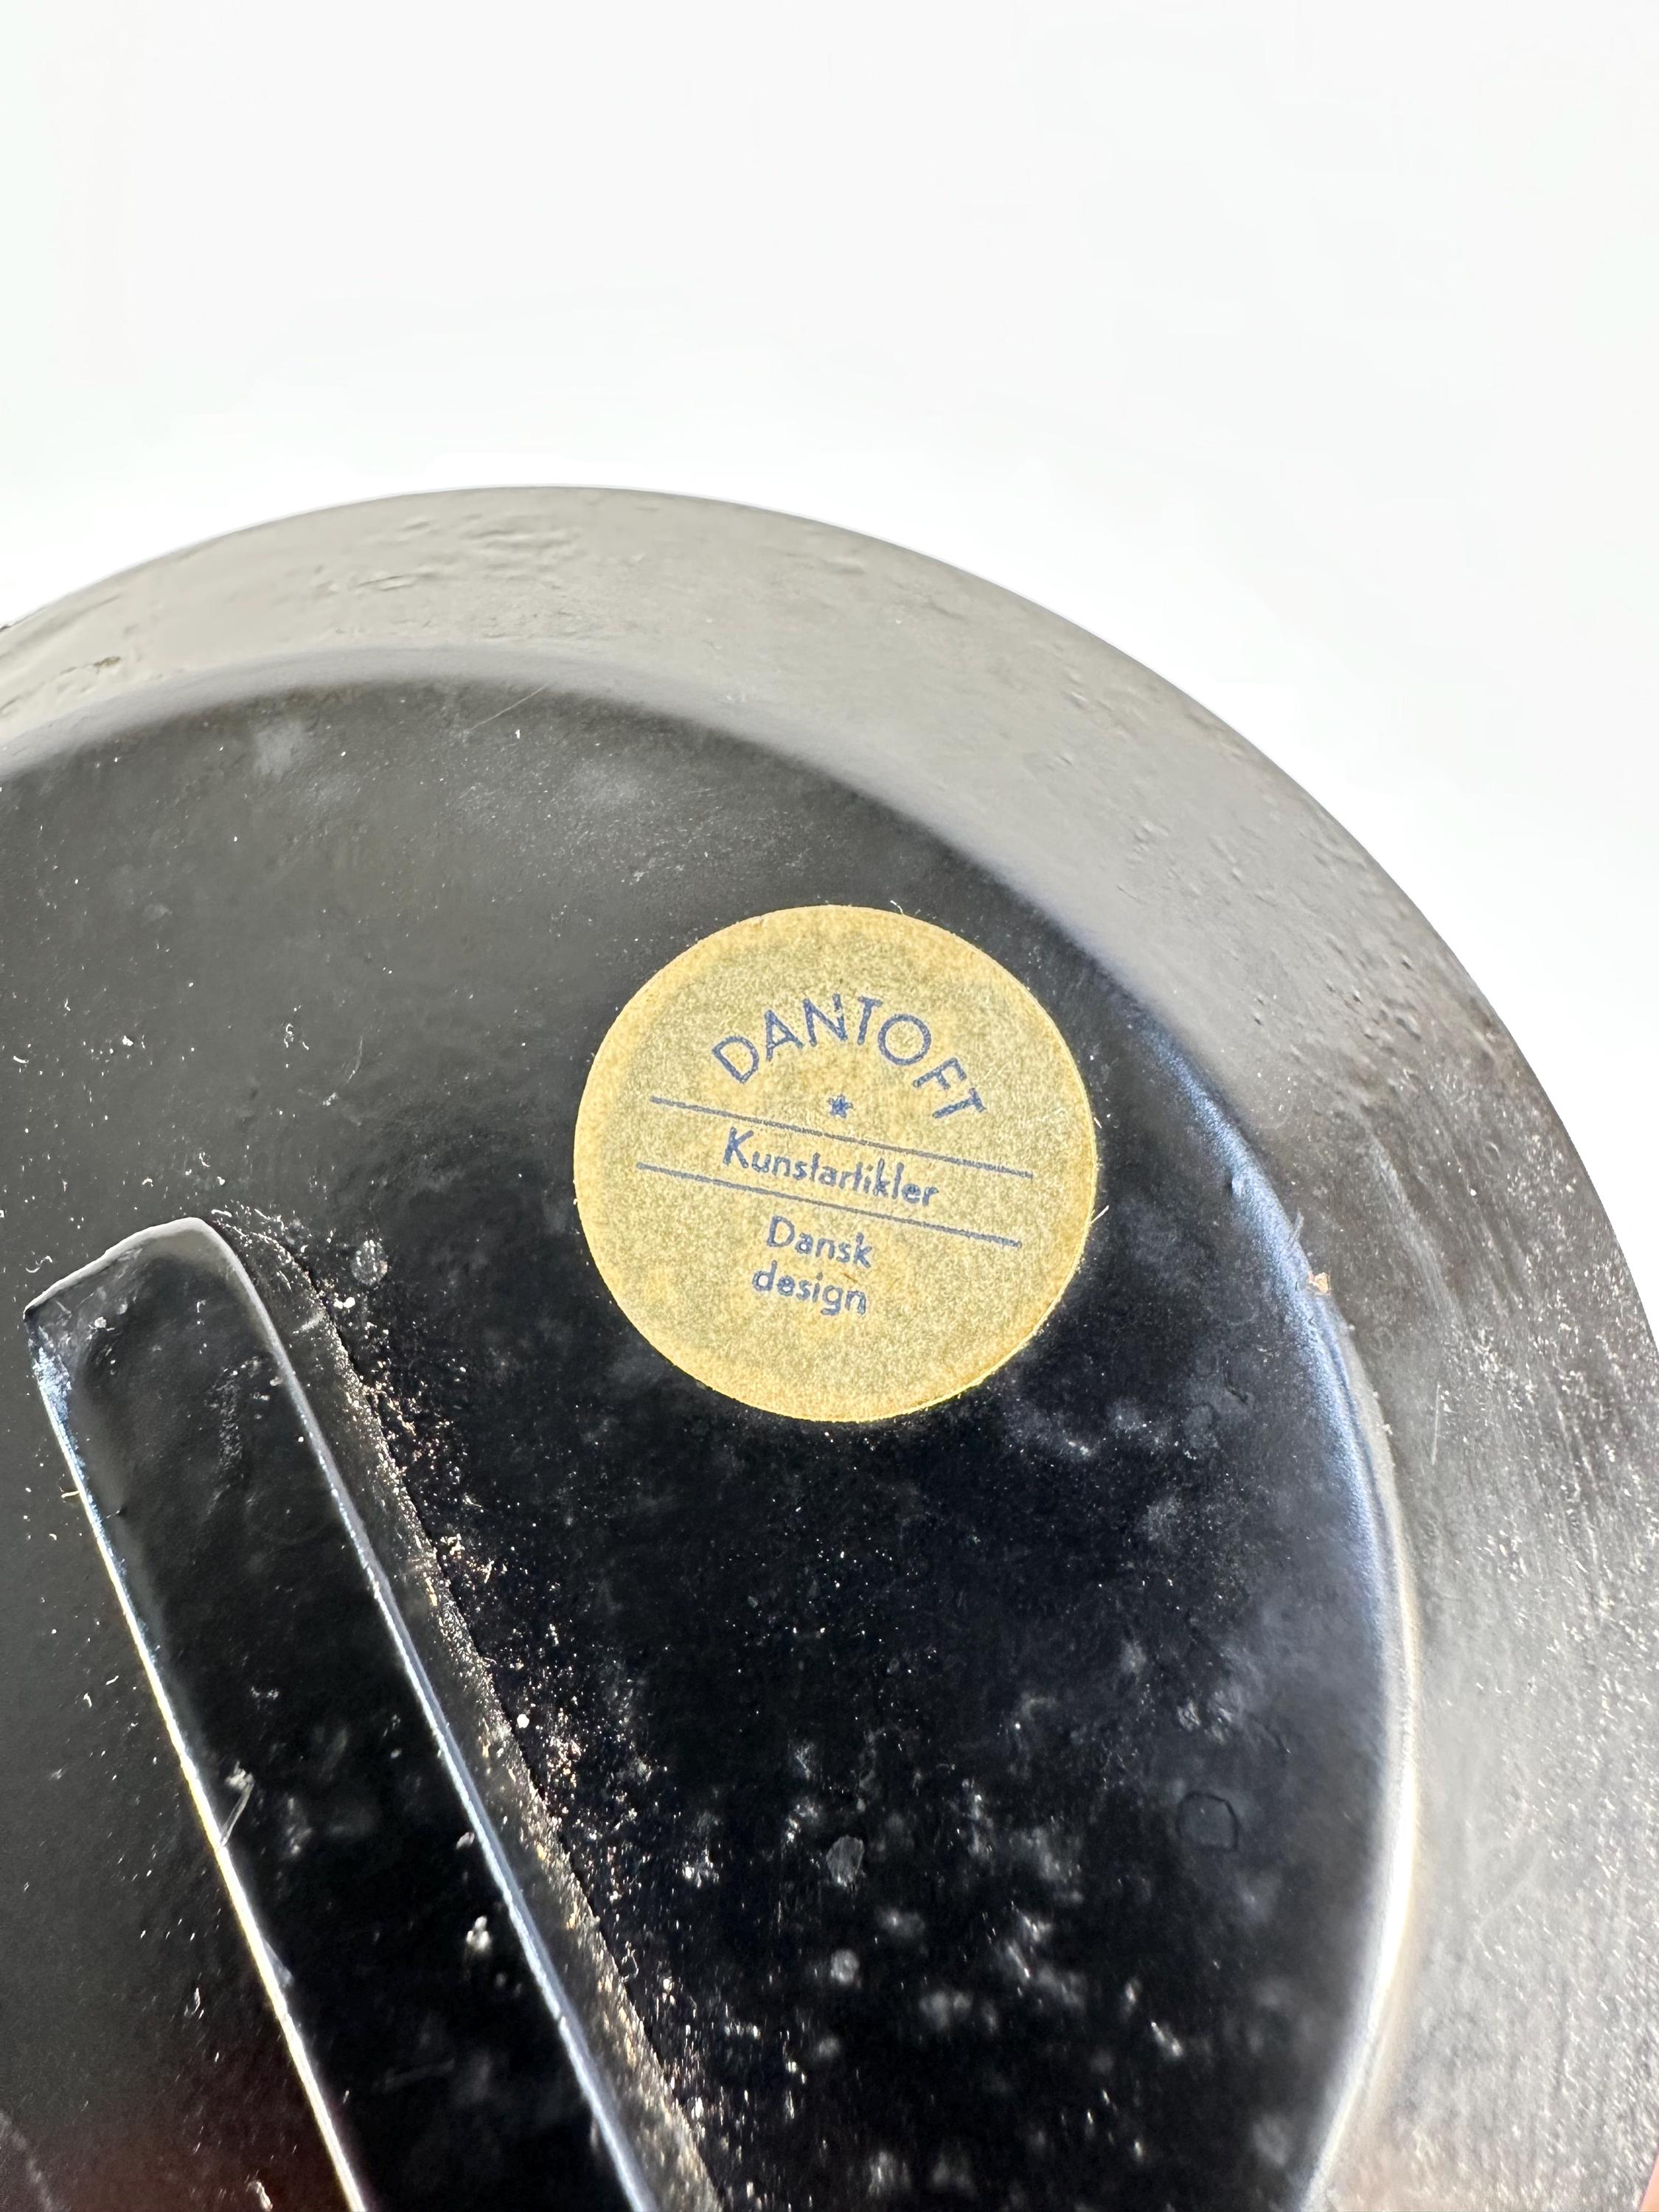 DANTOFT
Kunstartikler
Dansk
design